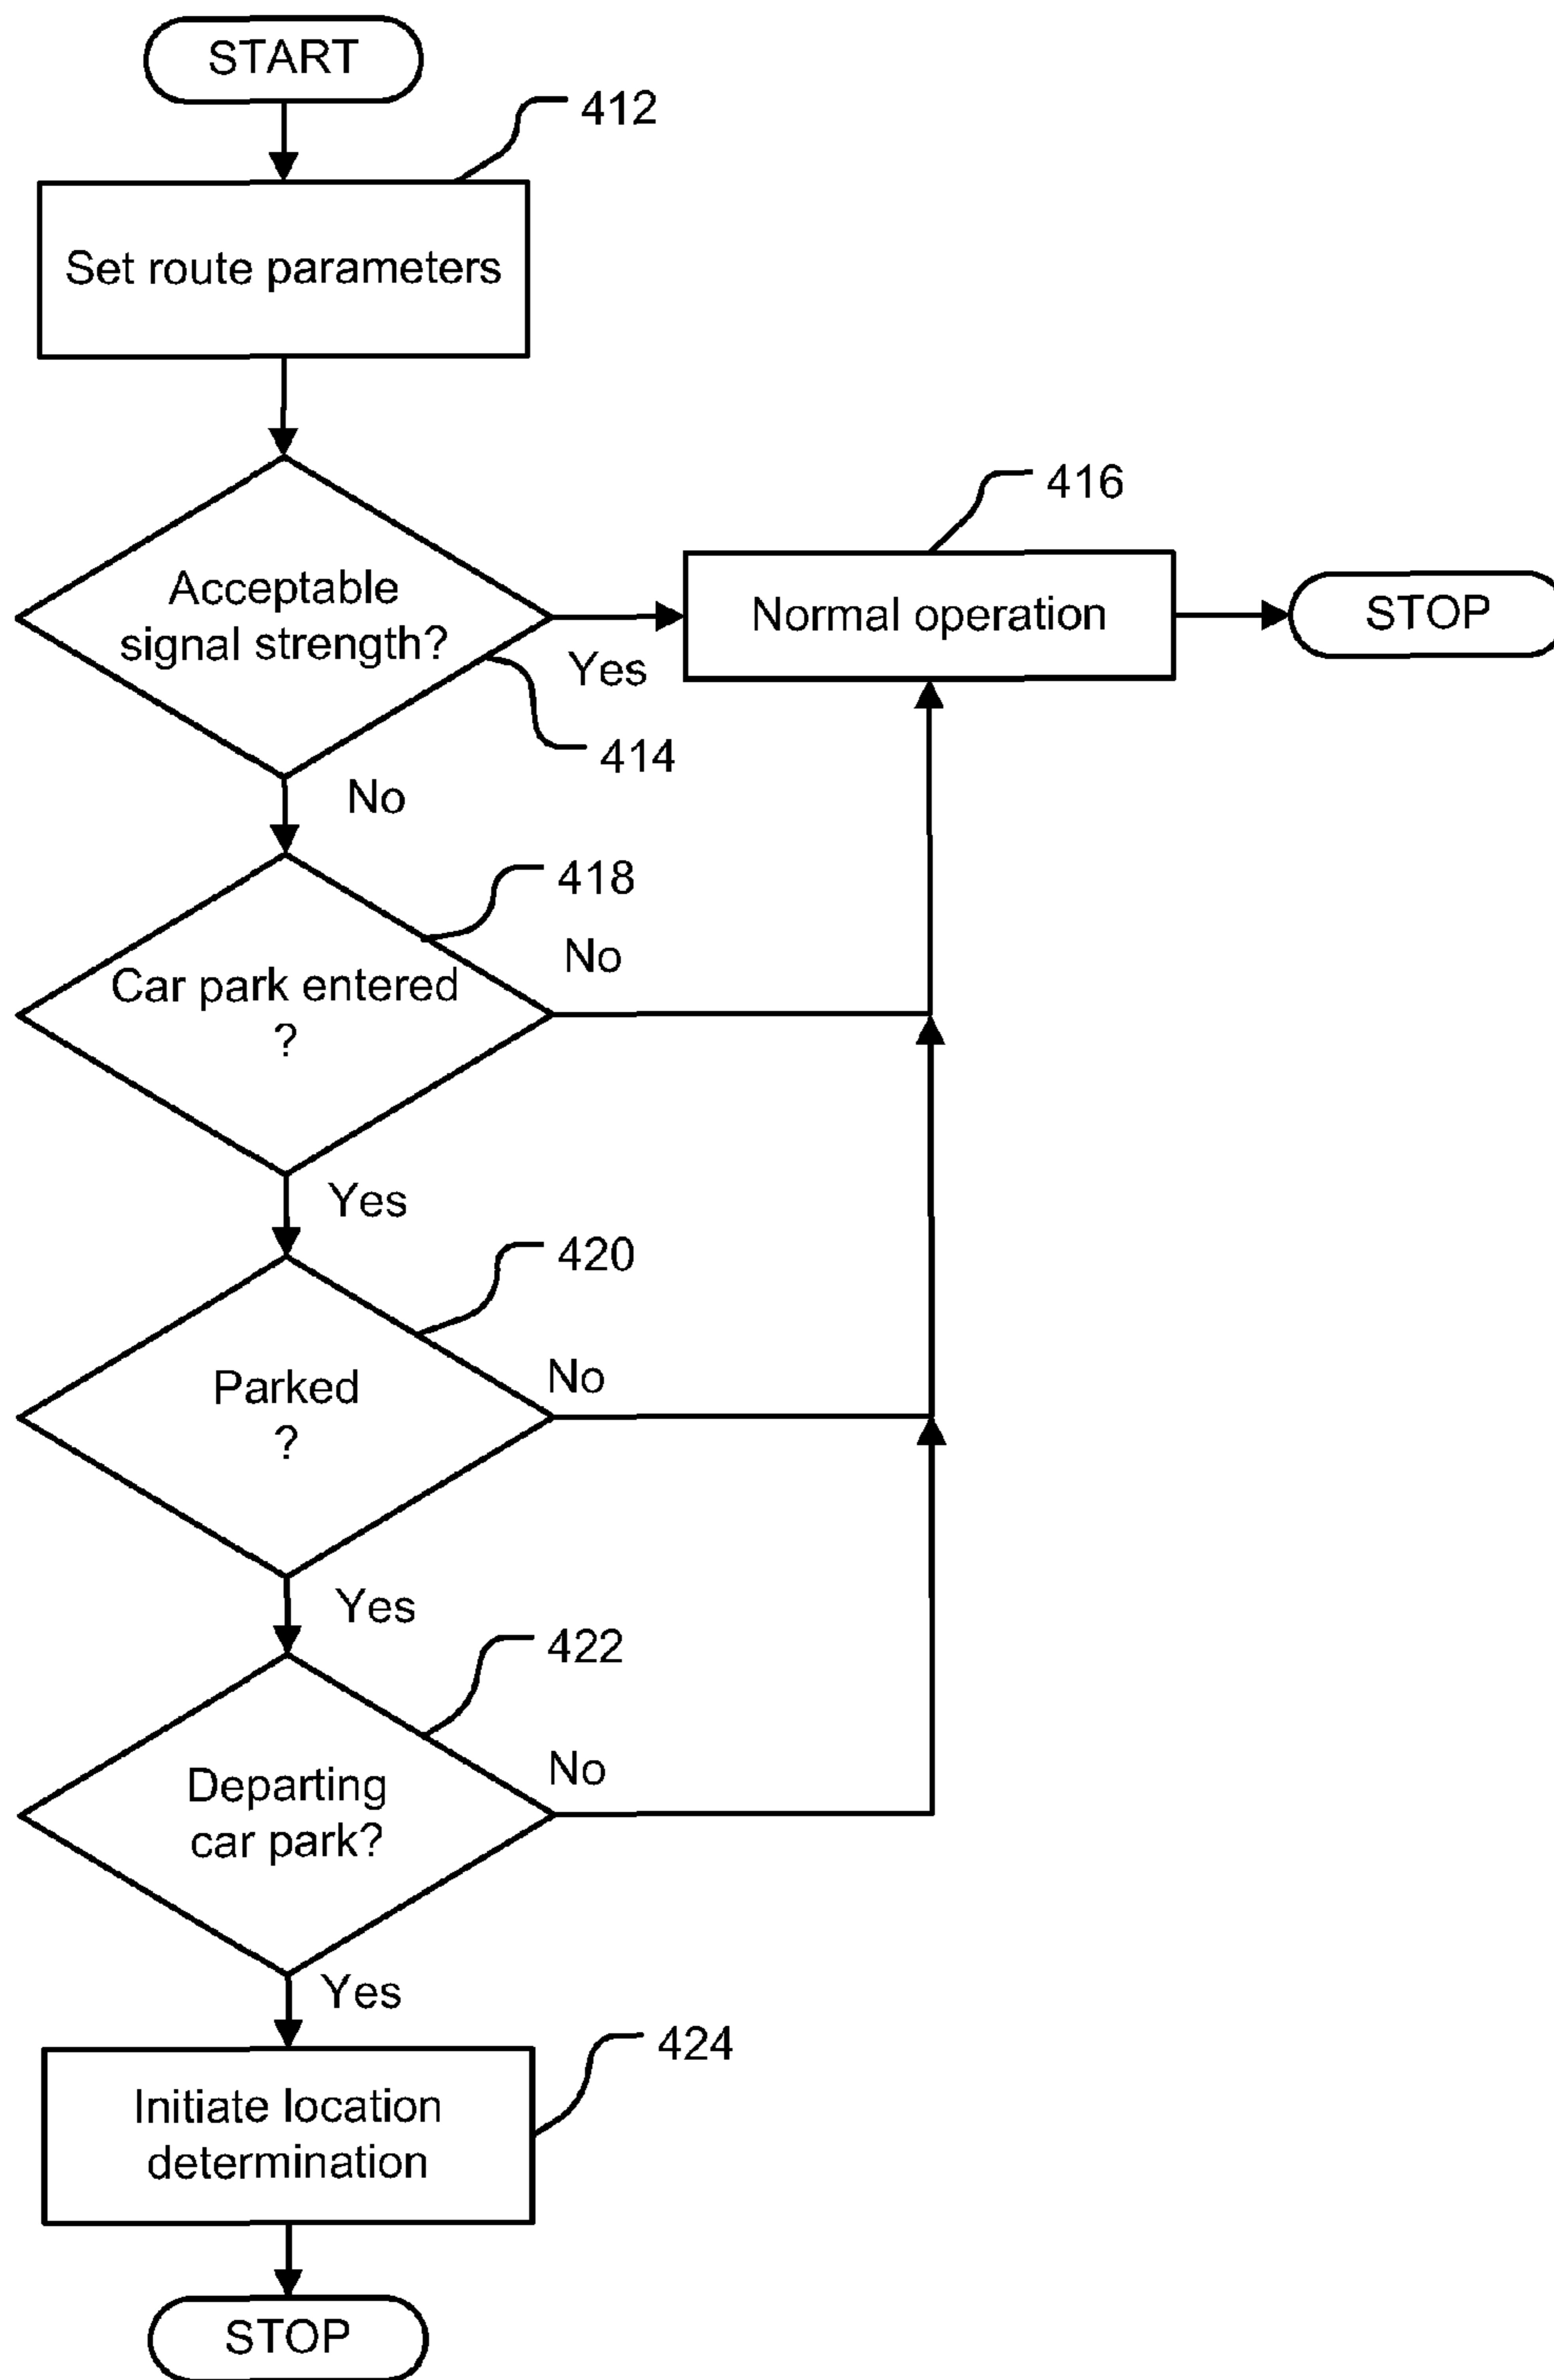 START
412
Set route parameters
Acceptable
signal strength?
Yes
414
416
Normal operation
STOP
No
418
Car park entered
?
No
Yes
420
Parked
?
No
Yes
422
Departing
car park?
No
Yes
424
Initiate location
determination
STOP